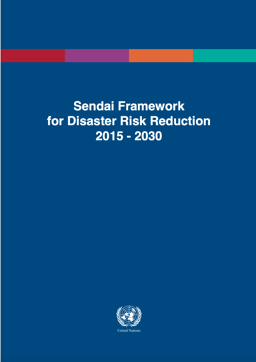 Sendai Framework
for Disaster Risk Reduction
2015 - 2030
United Nations